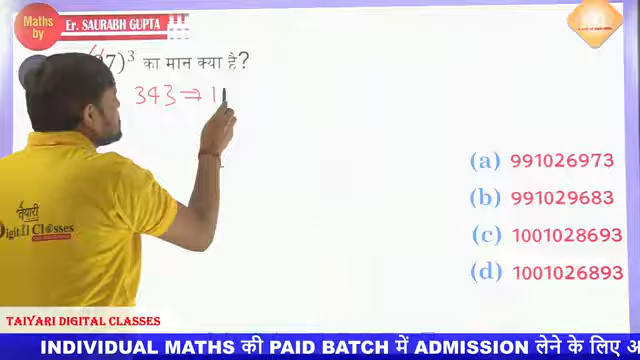 Maths
by
Er. SAURABH GUPTA
7)³ का मान क्या है?
343 ⇒ 1
(a) 991026973
(b) 991029683
(c) 1001028693
(d) 1001026893
तैयारी
Digital Classes
TAIYARI DIGITAL CLASSES
INDIVIDUAL MATHS की PAID BATCH में ADMISSION लेने के लिए